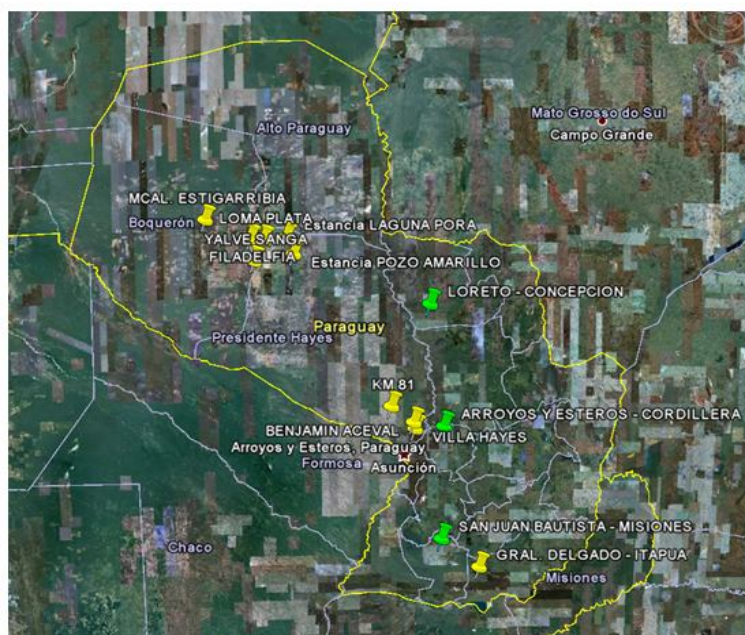 Mato Grosso do Sul
Alto Paraguay
Campo Grande
MCAL. ESTIGARRIBIA
LOMA PLATA
Boquerón
Estancia LAGUNA PORA
YALVE SANGA
FILADELFIA
Estancia POZO AMARILLO
LORETO - CONCEPCION
Paraguay
Presidente Hayes
KM 81
ARROYOS Y ESTEROS - CORDILLERA
BENJAMIN ACEVAL
VILLA HAYES
Arroyos y Esteros, Paraguay
Formosa
Asunción
SAN JUAN BAUTISTA - MISIONES
Chaco
GRAL. DELGADO - ITAPUA
Misiones